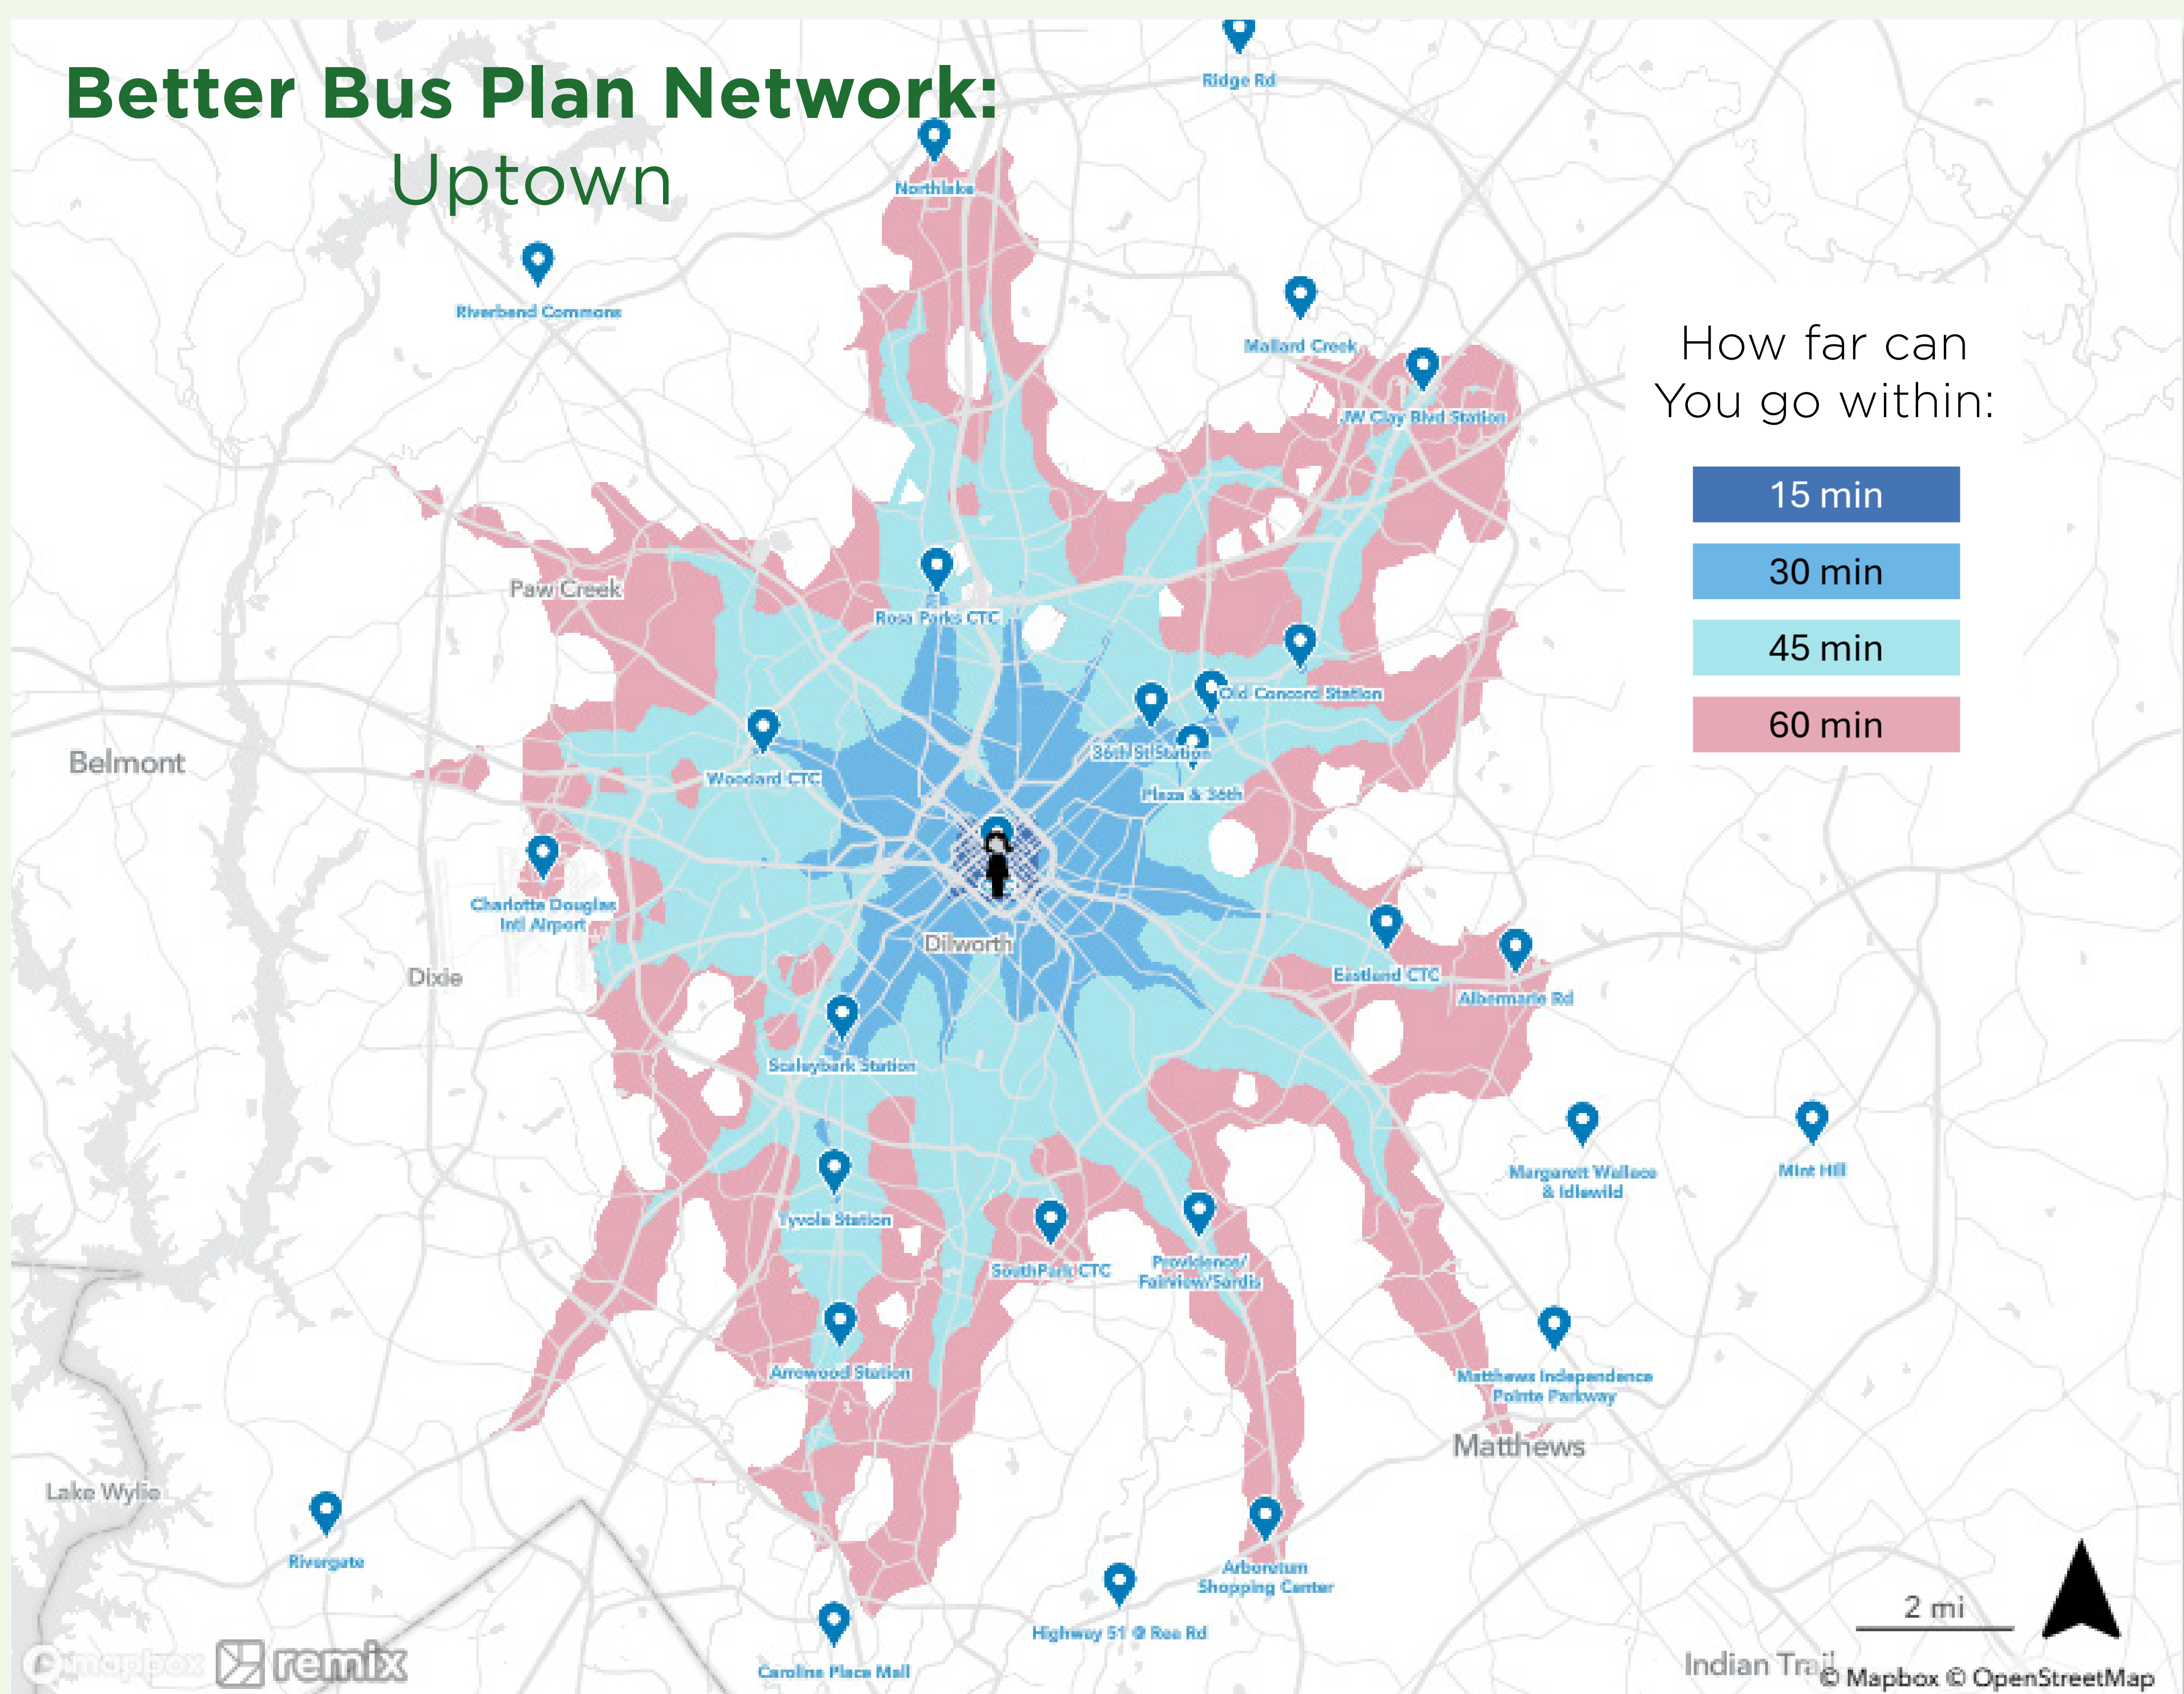 Better Bus Plan Network:
Uptown
Ridge Rd
Northlake
Riverbend Commons
Mallard Creek
JW Clay Blvd Station
How far can
You go within:
15 min
30 min
45 min
60 min
Paw Creek
Rosa Parks CTC
Old Concord Station
36th St Station
Plaza & 36th
Belmont
Woodard CTC
Charlotte Douglas
Intl Airport
Dilworth
Dixie
Eastland CTC
Albermarle Rd
Scaleybark Station
Margarett Wallace
& Idlewild
Mint Hill
Tyvola Station
SouthPark CTC
Providence/
Fairview/Sardis
Arrowood Station
Matthews Independence
Pointe Parkway
Matthews
Lake Wylie
Rivergate
Arboretum
Shopping Center
Highway 51 @ Rea Rd
Carolina Place Mall
2 mi
Indian Trail
mapbox
remix
© Mapbox © OpenStreetMap